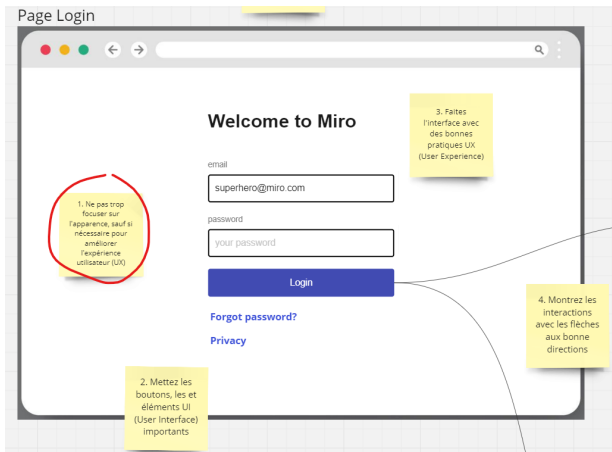 Page Login
Welcome to Miro
email
superhero@miro.com
password
your password
Login
Forgot password?
Privacy
1. Ne pas trop
focuser sur
l'apparence, sauf si
nécessaire pour
améliorer
l'expérience
utilisateur (UX)
2. Mettez les
boutons, les et
éléments UI
(User Interface)
importants
3. Faites
l'interface avec
des bonnes
pratiques UX
(User Experience)
4. Montrez les
interactions
avec les flèches
aux bonne
directions